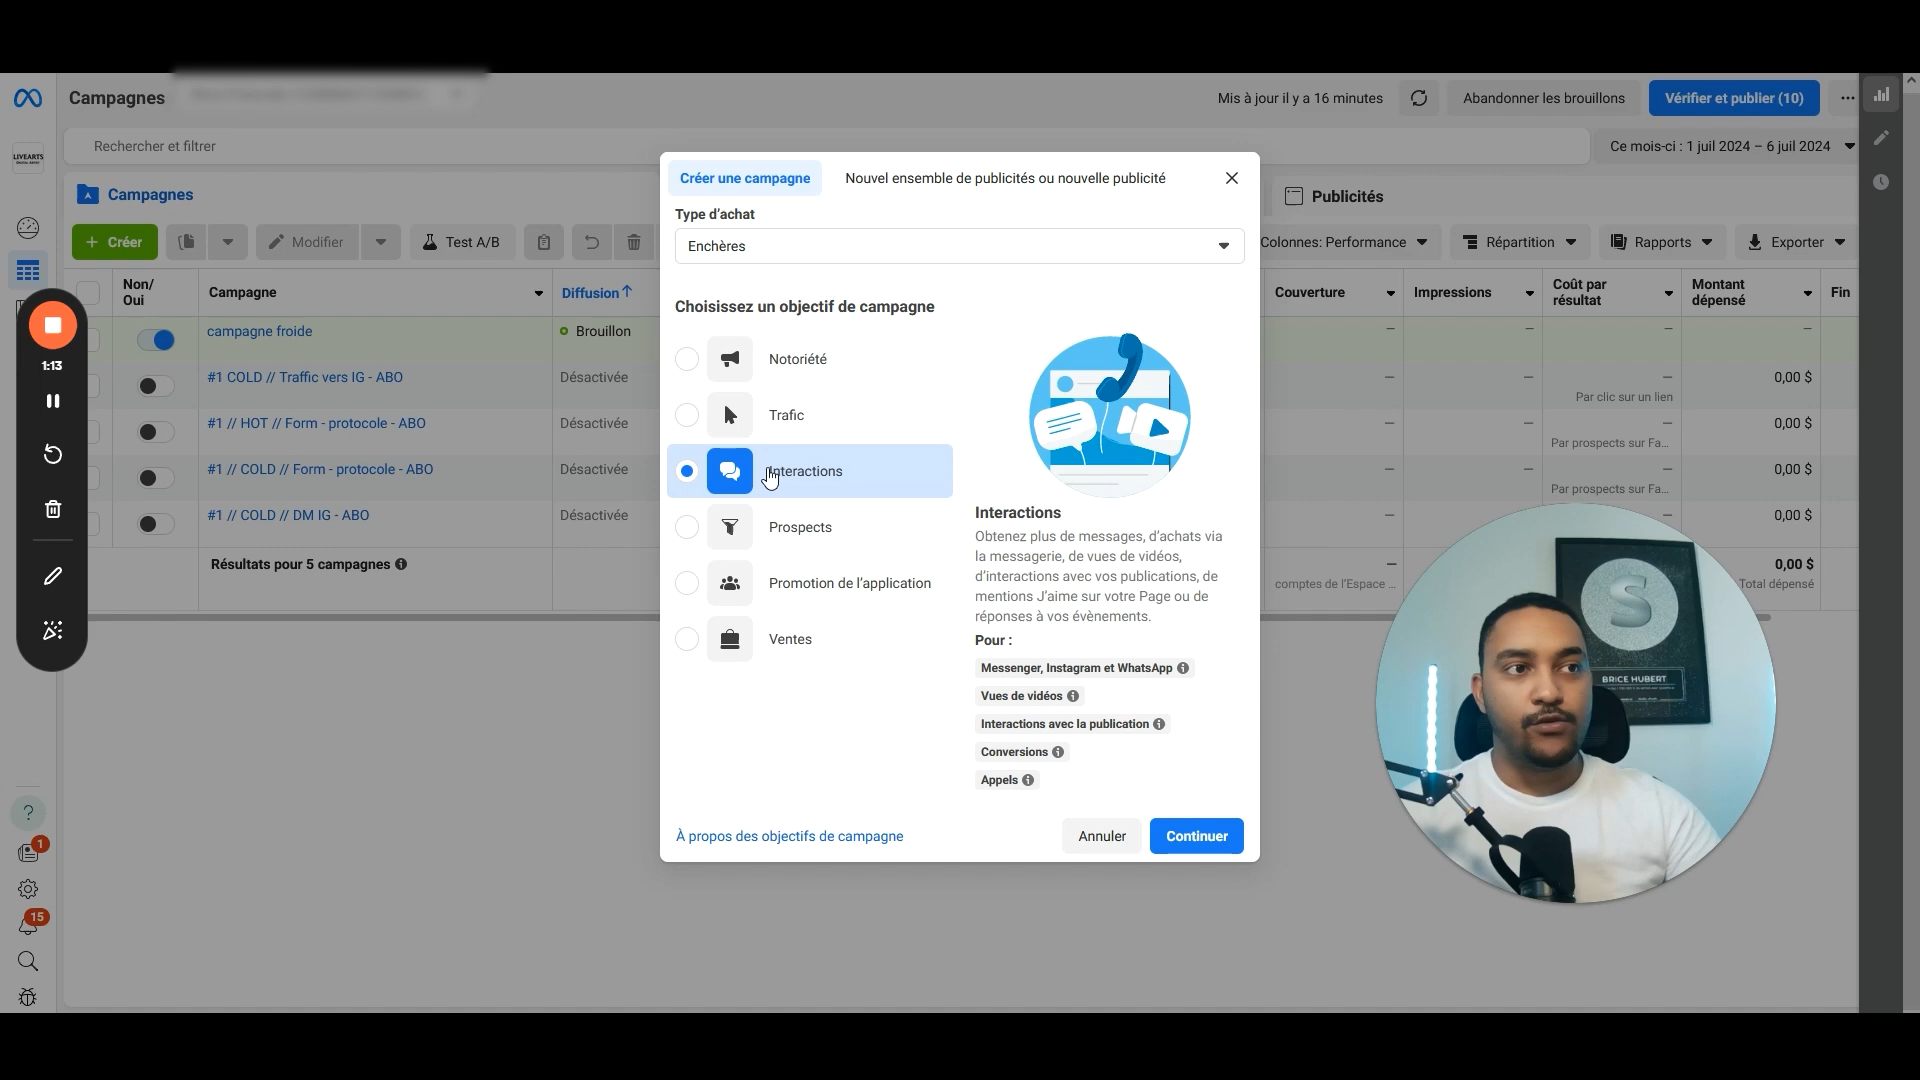 Campagnes
Mis à jour il y a 16 minutes
Abandonner les brouillons
Vérifier et publier (10)
LIVEARTS
Rechercher et filtrer
Ce mois-ci : 1 juil 2024 – 6 juil 2024
Campagnes
Publicités
+ Créer
Modifier
Test A/B
Colonnes: Performance
Répartition
Rapports
Exporter
Non/
Oui
Campagne
Diffusion↑
Couverture
Impressions
Coût par
résultat
Montant
dépensé
Fin
campagne froide
Brouillon
–
–
–
–
#1 COLD // Traffic vers IG - ABO
Désactivée
–
–
–
0,00 $
Par clic sur un lien
#1 // HOT // Form - protocole - ABO
Désactivée
–
–
–
0,00 $
Par prospects sur Fa...
#1 // COLD // Form - protocole - ABO
Désactivée
–
–
–
0,00 $
Par prospects sur Fa...
#1 // COLD // DM IG - ABO
Désactivée
–
–
–
0,00 $
Résultats pour 5 campagnes
–
comptes de l'Espace ...
0,00 $
Total dépensé
1:13
?
1
15
Créer une campagne
Nouvel ensemble de publicités ou nouvelle publicité
Type d'achat
Enchères
Choisissez un objectif de campagne
Notoriété
Trafic
Interactions
Prospects
Promotion de l'application
Ventes
Interactions
Obtenez plus de messages, d'achats via
la messagerie, de vues de vidéos,
d'interactions avec vos publications, de
mentions J'aime sur votre Page ou de
réponses à vos évènements.
Pour :
Messenger, Instagram et WhatsApp
Vues de vidéos
Interactions avec la publication
Conversions
Appels
À propos des objectifs de campagne
Annuler
Continuer
S
BRICE HUBERT